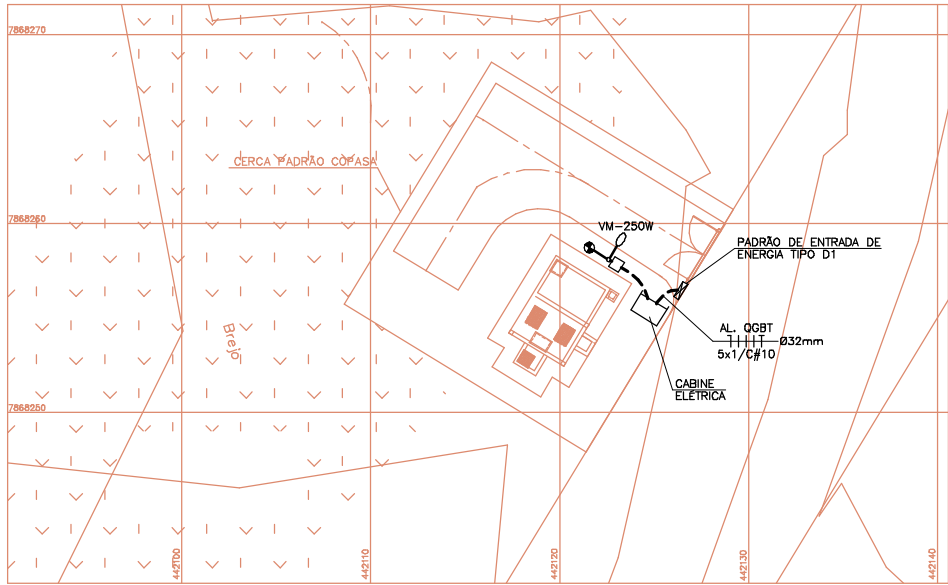 7868270
CERCA PADRÃO COPASA
7868260
VM-250W
PADRÃO DE ENTRADA DE
ENERGIA TIPO D1
AL. QGBT
Ø32mm
5x1/C#10
Brejo
CABINE
ELÉTRICA
7868250
442100
442110
442120
442130
442140